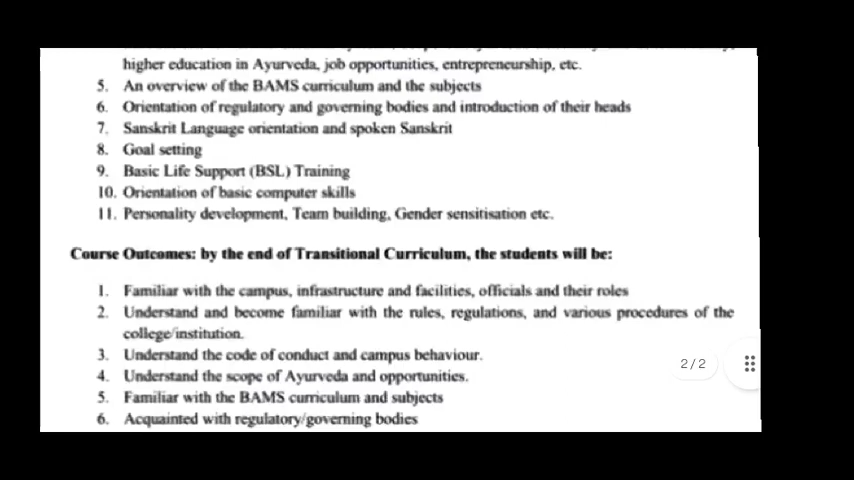 higher education in Ayurveda, job opportunities, entrepreneurship, etc.
5. An overview of the BAMS curriculum and the subjects
6. Orientation of regulatory and governing bodies and introduction of their heads
7. Sanskrit Language orientation and spoken Sanskrit
8. Goal setting
9. Basic Life Support (BSL) Training
10. Orientation of basic computer skills
11. Personality development, Team building, Gender sensitisation etc.
Course Outcomes: by the end of Transitional Curriculum, the students will be:
1. Familiar with the campus, infrastructure and facilities, officials and their roles
2. Understand and become familiar with the rules, regulations, and various procedures of the
college/institution.
3. Understand the code of conduct and campus behaviour.
2/2
4. Understand the scope of Ayurveda and opportunities.
5. Familiar with the BAMS curriculum and subjects
6. Acquainted with regulatory/governing bodies